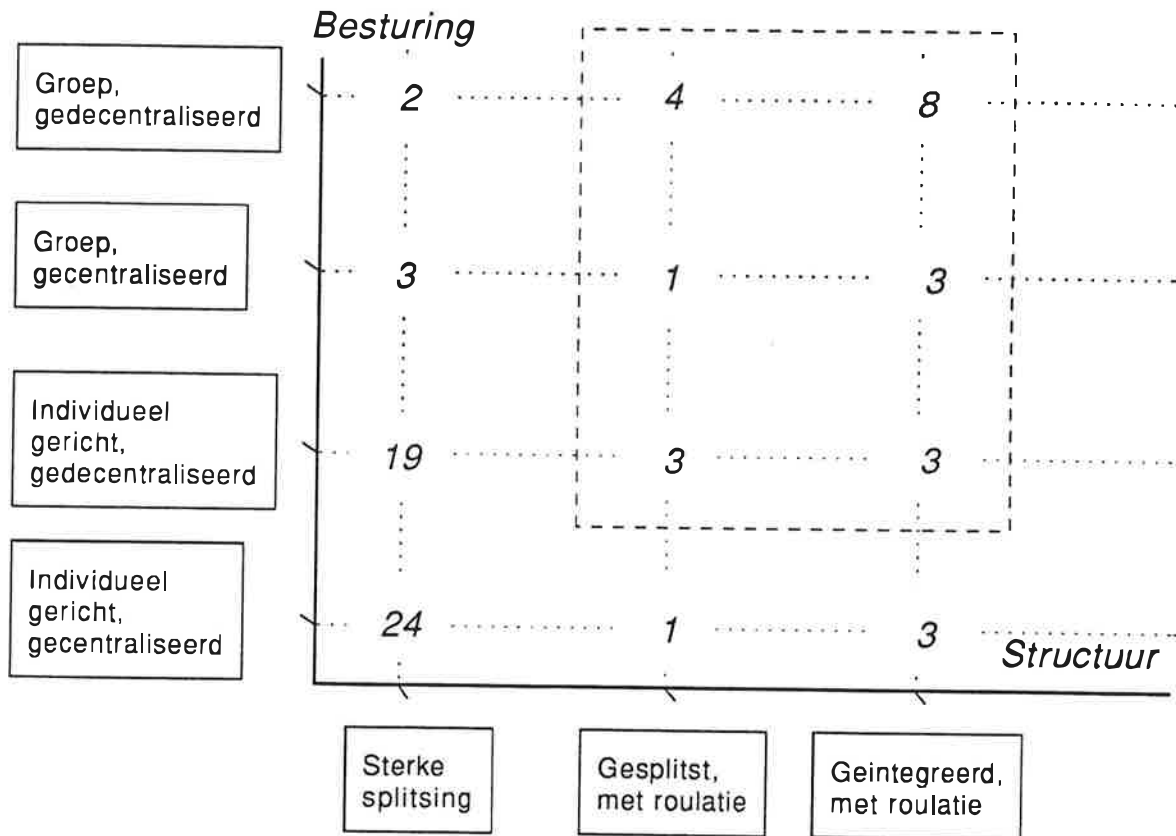 Besturing
Groep,
gedecentraliseerd
2 4 8
Groep,
gecentraliseerd
3 1 3
Individueel
gericht,
gedecentraliseerd
19 3 3
Individueel
gericht,
gecentraliseerd
24 1 3
Structuur
Sterke
splitsing
Gesplitst,
met roulatie
Geintegreerd,
met roulatie